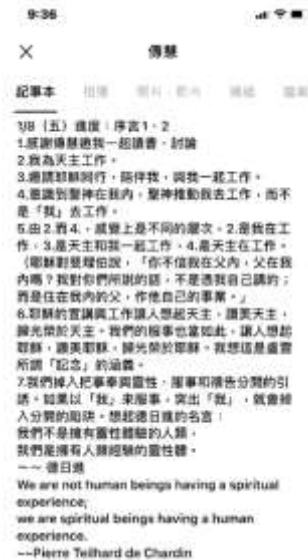 9:36
傳慧
記事本
相簿
1/8（五）進度：序言1、2
1.感謝傳慧邀我一起讀書、討論
2.我為天主工作。
3.邀請耶穌同行，陪伴我，與我一起工作。
4.意識到聖神在我內，聖神推動我去工作，而不
是「我」去工作。
5.由2.而4.，感覺上是不同的層次，2.是我在工
作，3.是天主和我一起工作，4.是天主在工作。
（耶穌對斐理伯說，「你不信我在父內，父在我
內嗎？我對你們所說的話，不是憑我自己講的；
而是住在我內的父，作他自己的事業。」
6.耶穌的宣講與工作讓人想起天主，讚美天主，
歸光榮於天主。我們的服事也當如此，讓人想起
耶穌，讚美耶穌，歸光榮於耶穌。我想這是盧雲
所謂「記念」的涵義。
7.我們掉入把事奉與靈性、服事和禱告分開的引
誘。如果以「我」來服事，突出「我」，就會掉
入分開的陷阱。想起德日進的名言：
我們不是擁有靈性體驗的人類，
我們是擁有人類經驗的靈性體。
~~ 德日進
We are not human beings having a spiritual
experience;
we are spiritual beings having a human
experience.
~~Pierre Teilhard de Chardin